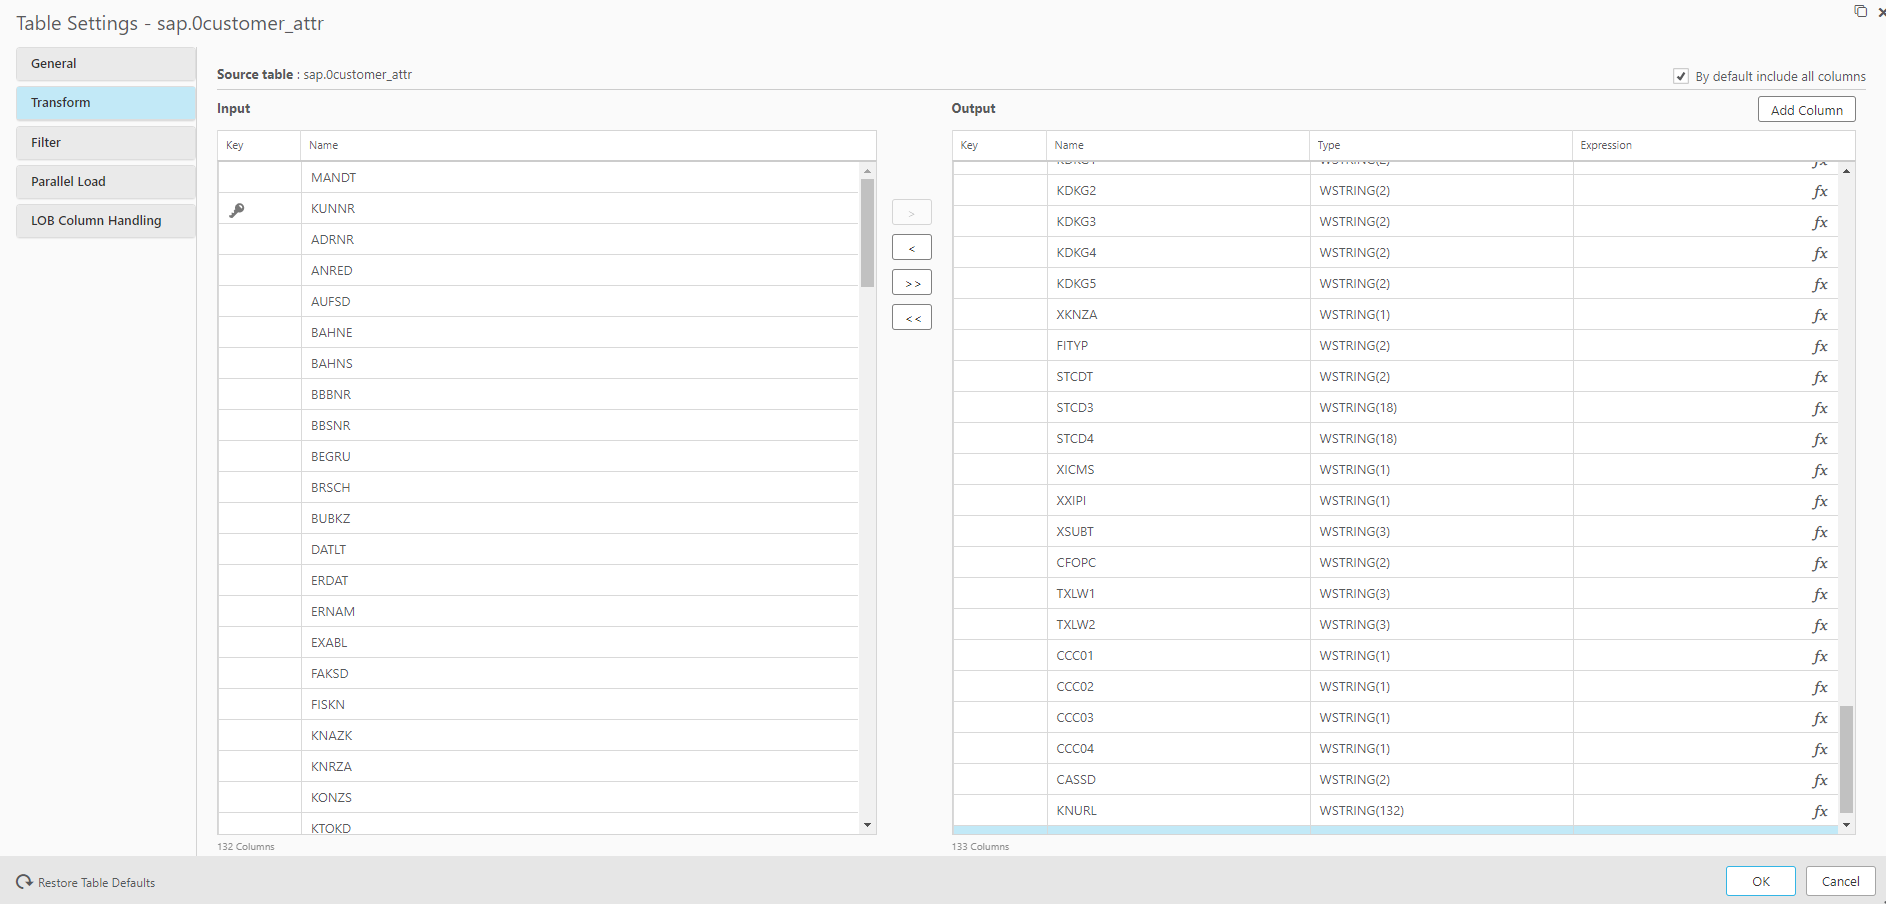 Table Settings - sap.0customer_attr
General
Transform
Filter
Parallel Load
LOB Column Handling
Source table : sap.0customer_attr
By default include all columns
Input
Key Name
MANDT
KUNNR
ADRNR
ANRED
AUFSD
BAHNE
BAHNS
BBBNR
BBSNR
BEGRU
BRSCH
BUBKZ
DATLT
ERDAT
ERNAM
EXABL
FAKSD
FISKN
KNAZK
KNRZA
KONZS
KTOKD
132 Columns
>
<
>>
<<
Output
Add Column
Key Name Type Expression
fx
KDKG2 WSTRING(2) fx
KDKG3 WSTRING(2) fx
KDKG4 WSTRING(2) fx
KDKG5 WSTRING(2) fx
XKNZA WSTRING(1) fx
FITYP WSTRING(2) fx
STCDT WSTRING(2) fx
STCD3 WSTRING(18) fx
STCD4 WSTRING(18) fx
XICMS WSTRING(1) fx
XXIPI WSTRING(1) fx
XSUBT WSTRING(3) fx
CFOPC WSTRING(2) fx
TXLW1 WSTRING(3) fx
TXLW2 WSTRING(3) fx
CCC01 WSTRING(1) fx
CCC02 WSTRING(1) fx
CCC03 WSTRING(1) fx
CCC04 WSTRING(1) fx
CASSD WSTRING(2) fx
KNURL WSTRING(132) fx
133 Columns
Restore Table Defaults
OK
Cancel